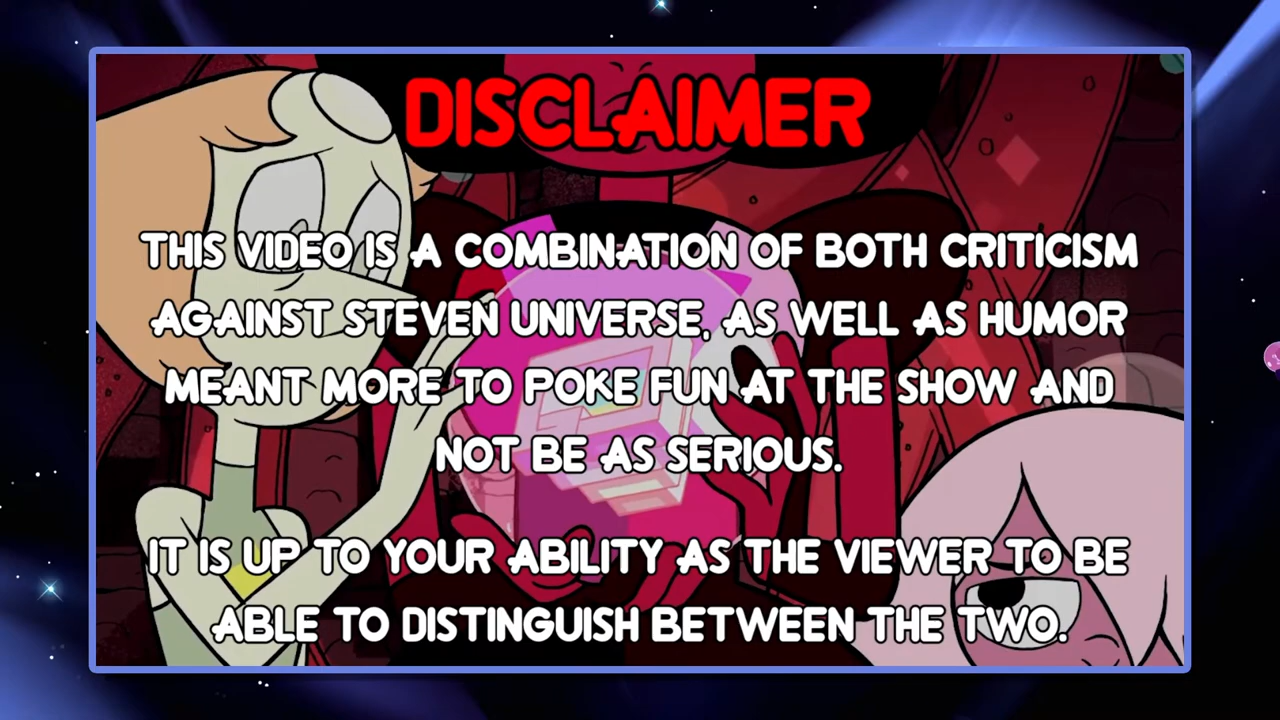 DISCLAIMER
THIS VIDEO IS A COMBINATION OF BOTH CRITICISM
AGAINST STEVEN UNIVERSE, AS WELL AS HUMOR
MEANT MORE TO POKE FUN AT THE SHOW AND
NOT BE AS SERIOUS.
IT IS UP TO YOUR ABILITY AS THE VIEWER TO BE
ABLE TO DISTINGUISH BETWEEN THE TWO.